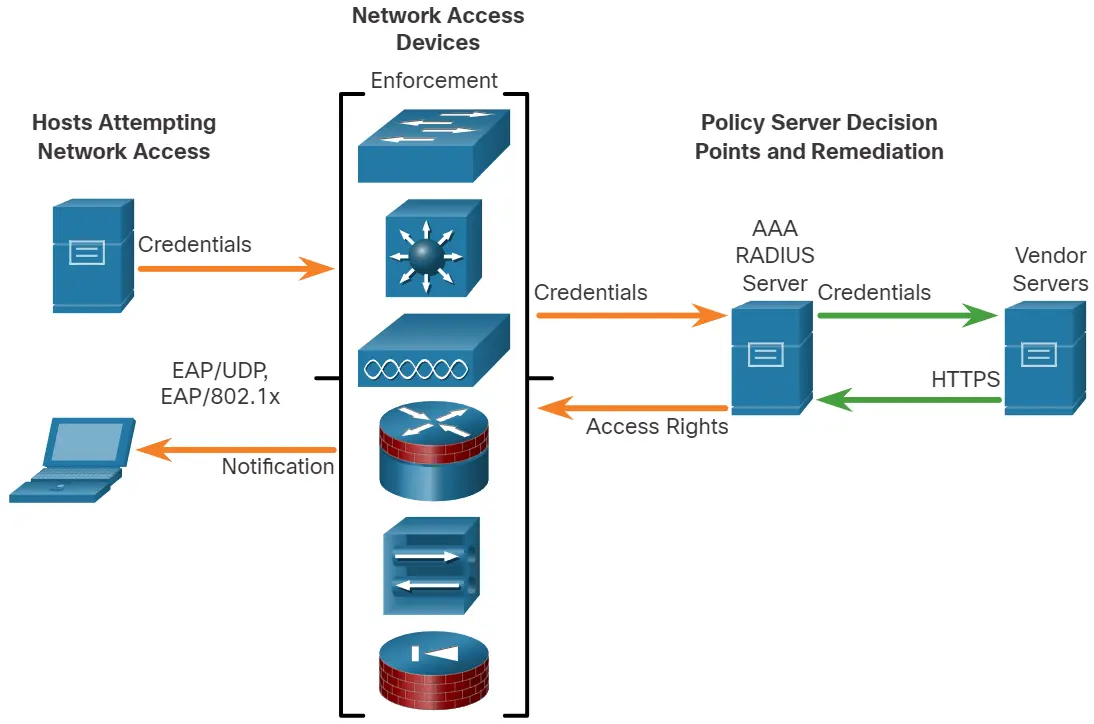 Network Access
Devices
Enforcement
Hosts Attempting
Network Access
Policy Server Decision
Points and Remediation
Credentials
AAA
RADIUS
Server
Vendor
Servers
Credentials
Credentials
EAP/UDP,
EAP/802.1x
HTTPS
Access Rights
Notification